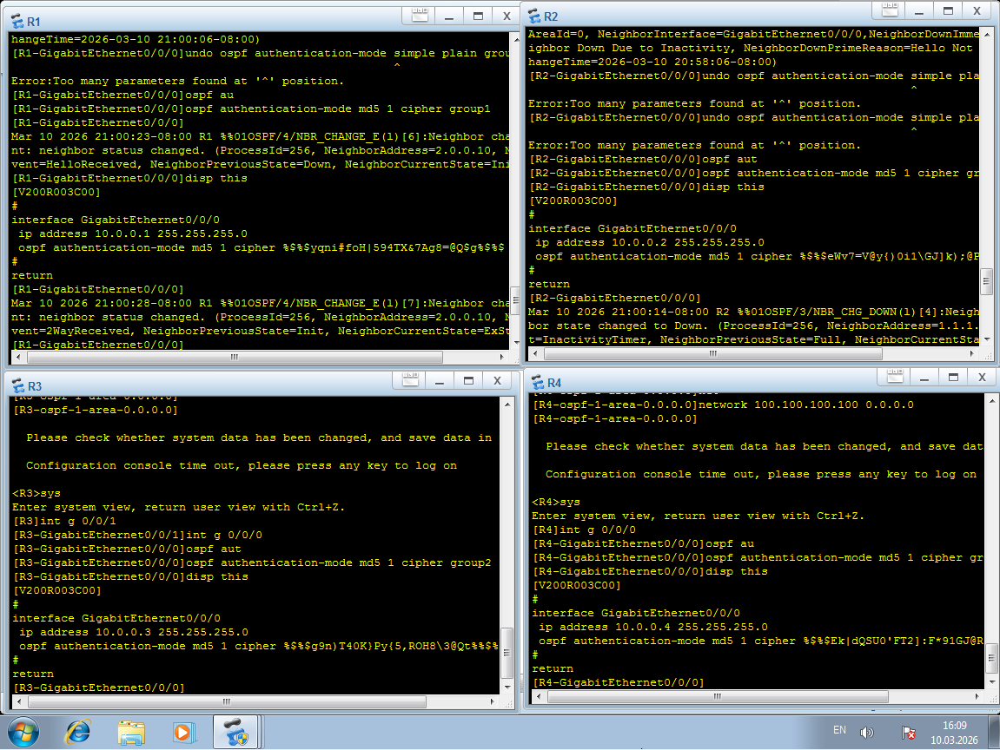 R1
hangeTime=2026-03-10 21:00:06-08:00)
[R1-GigabitEthernet0/0/0]undo ospf authentication-mode simple plain grou
^
Error:Too many parameters found at '^' position.
[R1-GigabitEthernet0/0/0]ospf au
[R1-GigabitEthernet0/0/0]ospf authentication-mode md5 1 cipher group1
[R1-GigabitEthernet0/0/0]
Mar 10 2026 21:00:23-08:00 R1 %%01OSPF/4/NBR_CHANGE_E(l)[6]:Neighbor cha
nt: neighbor status changed. (ProcessId=256, NeighborAddress=2.0.0.10, N
vent=HelloReceived, NeighborPreviousState=Down, NeighborCurrentState=Ini
[R1-GigabitEthernet0/0/0]disp this
[V200R003C00]
#
interface GigabitEthernet0/0/0
ip address 10.0.0.1 255.255.255.0
ospf authentication-mode md5 1 cipher %$%$yqni#foH|594TX&7Ag8=@Q$g%$%$
#
return
[R1-GigabitEthernet0/0/0]
Mar 10 2026 21:00:28-08:00 R1 %%01OSPF/4/NBR_CHANGE_E(l)[7]:Neighbor cha
nt: neighbor status changed. (ProcessId=256, NeighborAddress=2.0.0.10, N
vent=2WayReceived, NeighborPreviousState=Init, NeighborCurrentState=ExSt
[R1-GigabitEthernet0/0/0]
R2
AreaId=0, NeighborInterface=GigabitEthernet0/0/0,NeighborDownImme
ighbor Down Due to Inactivity, NeighborDownPrimeReason=Hello Not
hangeTime=2026-03-10 20:58:06-08:00)
[R2-GigabitEthernet0/0/0]undo ospf authentication-mode simple pla
^
Error:Too many parameters found at '^' position.
[R2-GigabitEthernet0/0/0]undo ospf authentication-mode simple pla
^
Error:Too many parameters found at '^' position.
[R2-GigabitEthernet0/0/0]ospf aut
[R2-GigabitEthernet0/0/0]ospf authentication-mode md5 1 cipher gr
[R2-GigabitEthernet0/0/0]disp this
[V200R003C00]
#
interface GigabitEthernet0/0/0
ip address 10.0.0.2 255.255.255.0
ospf authentication-mode md5 1 cipher %$%$eWv7=V@y{)0i1\GJ]k);@P
#
return
[R2-GigabitEthernet0/0/0]
Mar 10 2026 21:00:14-08:00 R2 %%01OSPF/3/NBR_CHG_DOWN(l)[4]:Neigh
bor state changed to Down. (ProcessId=256, NeighborAddress=1.1.1.
t=InactivityTimer, NeighborPreviousState=Full, NeighborCurrentSta
R3
[R3-ospf-1-area-0.0.0.0]
[R3-ospf-1-area-0.0.0.0]
Please check whether system data has been changed, and save data in
Configuration console time out, please press any key to log on
<R3>sys
Enter system view, return user view with Ctrl+Z.
[R3]int g 0/0/1
[R3-GigabitEthernet0/0/1]int g 0/0/0
[R3-GigabitEthernet0/0/0]ospf aut
[R3-GigabitEthernet0/0/0]ospf authentication-mode md5 1 cipher group2
[R3-GigabitEthernet0/0/0]disp this
[V200R003C00]
#
interface GigabitEthernet0/0/0
ip address 10.0.0.3 255.255.255.0
ospf authentication-mode md5 1 cipher %$%$g9n)T40K}Py{5,ROH8\3@Qt%%$%
#
return
[R3-GigabitEthernet0/0/0]
R4
[R4-ospf-1-area-0.0.0.0]network 100.100.100.100 0.0.0.0
[R4-ospf-1-area-0.0.0.0]
Please check whether system data has been changed, and save dat
Configuration console time out, please press any key to log on
<R4>sys
Enter system view, return user view with Ctrl+Z.
[R4]int g 0/0/0
[R4-GigabitEthernet0/0/0]ospf au
[R4-GigabitEthernet0/0/0]ospf authentication-mode md5 1 cipher gr
[R4-GigabitEthernet0/0/0]disp this
[V200R003C00]
#
interface GigabitEthernet0/0/0
ip address 10.0.0.4 255.255.255.0
ospf authentication-mode md5 1 cipher %$%$Ek|dQSU0'FT2]:F*91GJ@R
#
return
[R4-GigabitEthernet0/0/0]
EN
16:09
10.03.2026